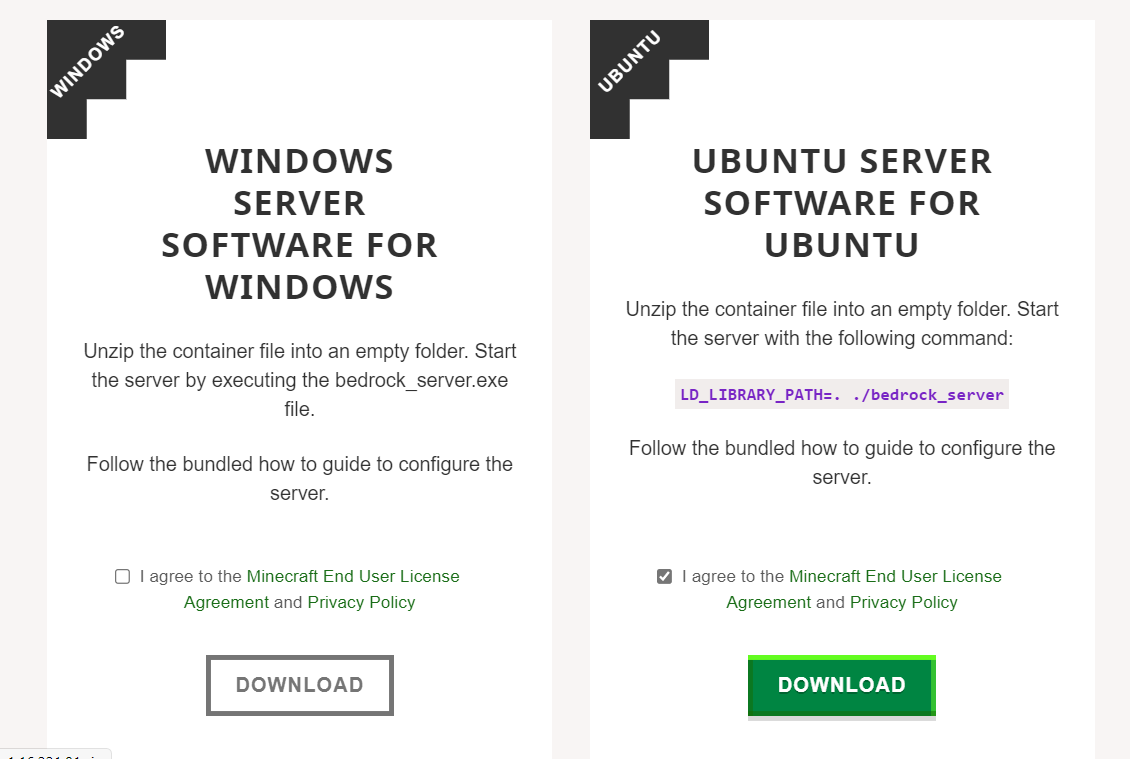 WINDOWS
WINDOWS
SERVER
SOFTWARE FOR
WINDOWS
Unzip the container file into an empty folder. Start
the server by executing the bedrock_server.exe
file.
Follow the bundled how to guide to configure the
server.
I agree to the Minecraft End User License
Agreement and Privacy Policy
DOWNLOAD
UBUNTU
UBUNTU SERVER
SOFTWARE FOR
UBUNTU
Unzip the container file into an empty folder. Start
the server with the following command:
LD_LIBRARY_PATH=. ./bedrock_server
Follow the bundled how to guide to configure the
server.
I agree to the Minecraft End User License
Agreement and Privacy Policy
DOWNLOAD